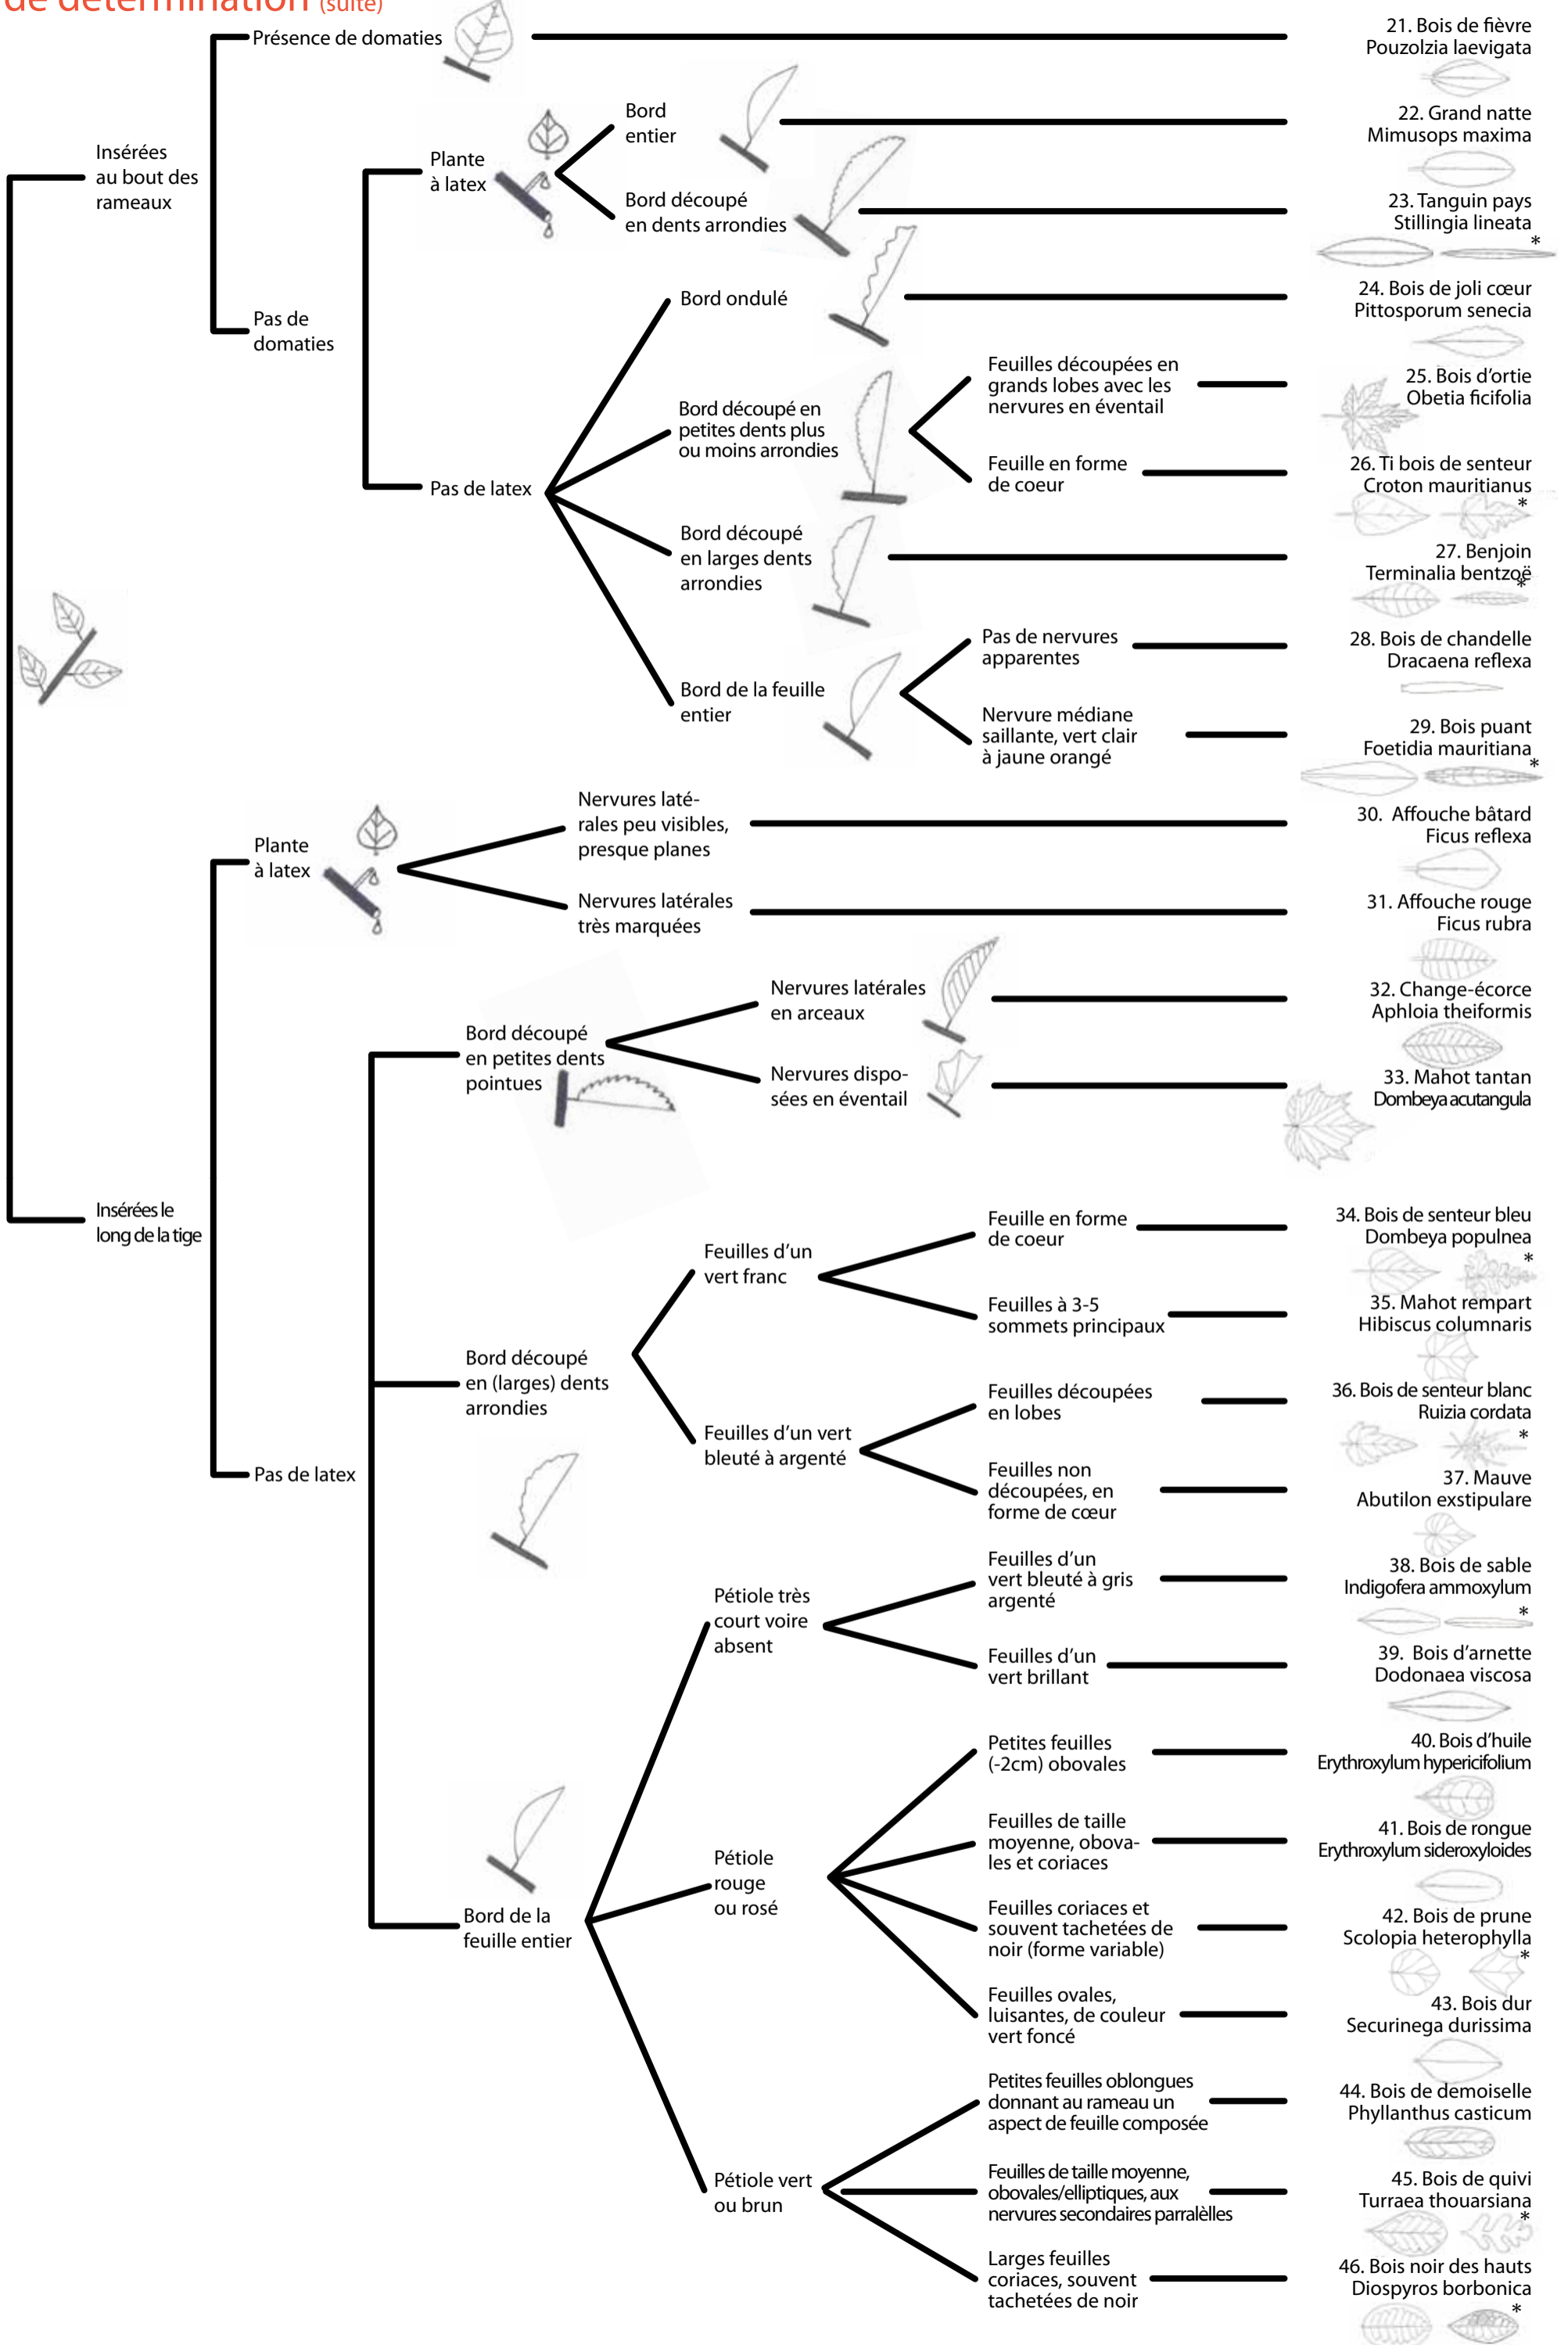 de détermination (suite)
Présence de domaties
21. Bois de fièvre
Pouzolzia laevigata
Insérées
au bout des
rameaux
Plante
à latex
Bord
entier
22. Grand natte
Mimusops maxima
Bord découpé
en dents arrondies
23. Tanguin pays
Stillingia lineata
*
Pas de
domaties
Bord ondulé
24. Bois de joli cœur
Pittosporum senecia
Pas de latex
Bord découpé en
petites dents plus
ou moins arrondies
Feuilles découpées en
grands lobes avec les
nervures en éventail
25. Bois d’ortie
Obetia ficifolia
Feuille en forme
de coeur
26. Ti bois de senteur
Croton mauritianus
*
Bord découpé
en larges dents
arrondies
27. Benjoin
Terminalia bentzoë
*
Bord de la feuille
entier
Pas de nervures
apparentes
28. Bois de chandelle
Dracaena reflexa
Nervure médiane
saillante, vert clair
à jaune orangé
29. Bois puant
Foetidia mauritiana
*
Insérées le
long de la tige
Plante
à latex
Nervures laté-
rales peu visibles,
presque planes
30. Affouche bâtard
Ficus reflexa
Nervures latérales
très marquées
31. Affouche rouge
Ficus rubra
Pas de latex
Bord découpé
en petites dents
pointues
Nervures latérales
en arceaux
32. Change-écorce
Aphloia theiformis
Nervures dispo-
sées en éventail
33. Mahot tantan
Dombeya acutangula
Bord découpé
en (larges) dents
arrondies
Feuilles d’un
vert franc
Feuille en forme
de coeur
34. Bois de senteur bleu
Dombeya populnea
*
Feuilles à 3-5
sommets principaux
35. Mahot rempart
Hibiscus columnaris
Feuilles d’un vert
bleuté à argenté
Feuilles découpées
en lobes
36. Bois de senteur blanc
Ruizia cordata
*
Feuilles non
découpées, en
forme de cœur
37. Mauve
Abutilon exstipulare
Bord de la
feuille entier
Pétiole très
court voire
absent
Feuilles d’un
vert bleuté à gris
argenté
38. Bois de sable
Indigofera ammoxylum
*
Feuilles d’un
vert brillant
39. Bois d’arnette
Dodonaea viscosa
Pétiole
rouge
ou rosé
Petites feuilles
(-2cm) obovales
40. Bois d’huile
Erythroxylum hypericifolium
Feuilles de taille
moyenne, obova-
les et coriaces
41. Bois de rongue
Erythroxylum sideroxyloides
Feuilles coriaces et
souvent tachetées de
noir (forme variable)
42. Bois de prune
Scolopia heterophylla
*
Feuilles ovales,
luisantes, de couleur
vert foncé
43. Bois dur
Securinega durissima
Pétiole vert
ou brun
Petites feuilles oblongues
donnant au rameau un
aspect de feuille composée
44. Bois de demoiselle
Phyllanthus casticum
Feuilles de taille moyenne,
obovales/elliptiques, aux
nervures secondaires parralèlles
45. Bois de quivi
Turraea thouarsiana
*
Larges feuilles
coriaces, souvent
tachetées de noir
46. Bois noir des hauts
Diospyros borbonica
*